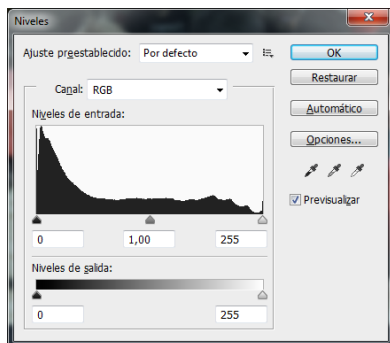 Niveles
Ajuste preestablecido: Por defecto
OK
Restaurar
Canal: RGB
Automático
Niveles de entrada:
Opciones...
Previsualizar
0 1,00 255
Niveles de salida:
0 255